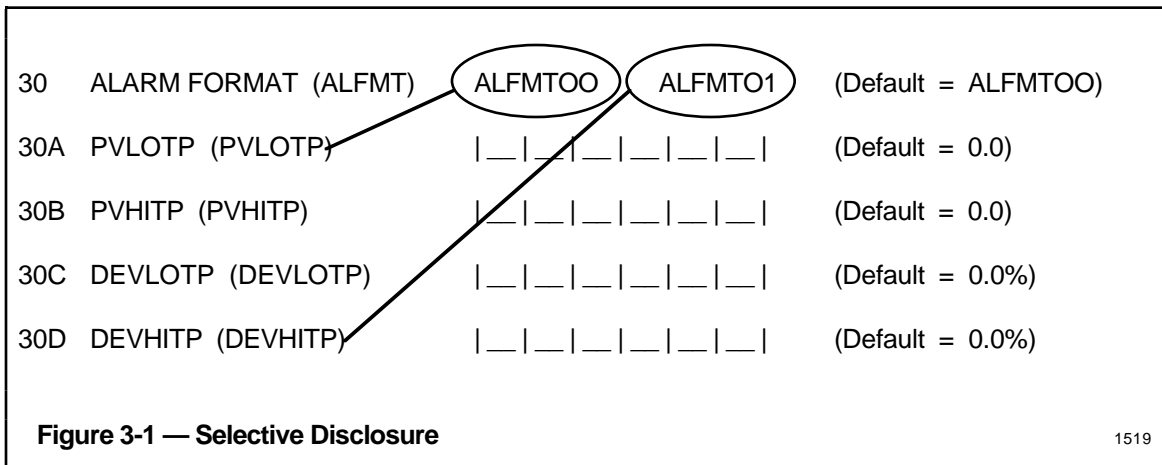 30 ALARM FORMAT (ALFMT) ALFMTOO ALFMTO1 (Default = ALFMTOO)
30A PVLOTP (PVLOTP) |__|__|__|__|__|__| (Default = 0.0)
30B PVHITP (PVHITP) |__|__|__|__|__|__| (Default = 0.0)
30C DEVLOTP (DEVLOTP) |__|__|__|__|__|__| (Default = 0.0%)
30D DEVHITP (DEVHITP) |__|__|__|__|__|__| (Default = 0.0%)
Figure 3-1 — Selective Disclosure 1519